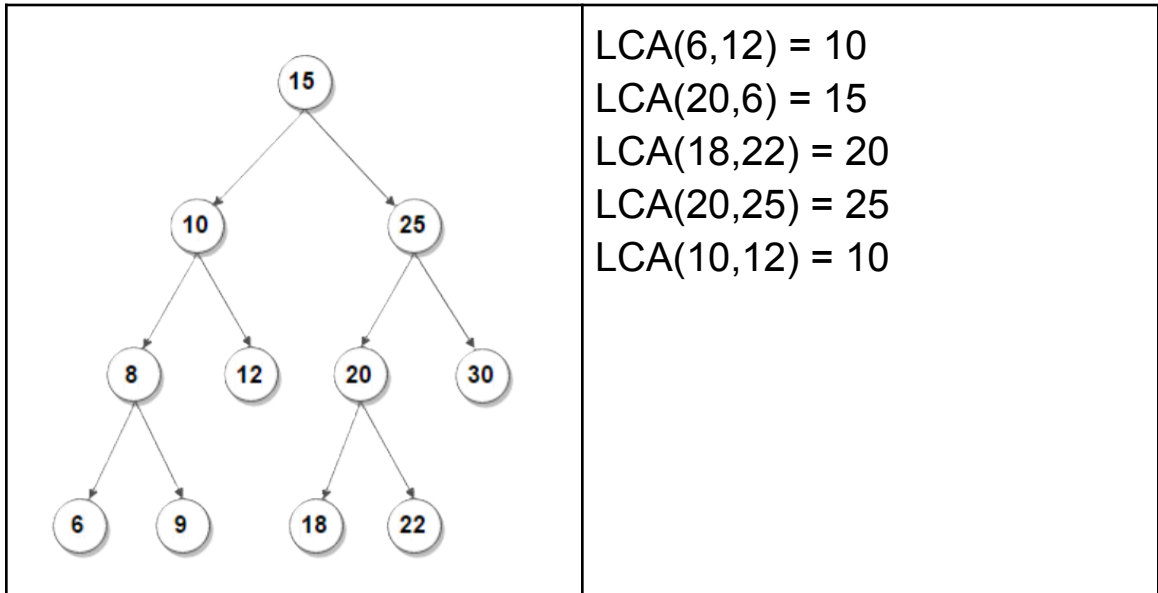 15
10
25
8
12
20
30
6
9
18
22
LCA(6,12) = 10
LCA(20,6) = 15
LCA(18,22) = 20
LCA(20,25) = 25
LCA(10,12) = 10